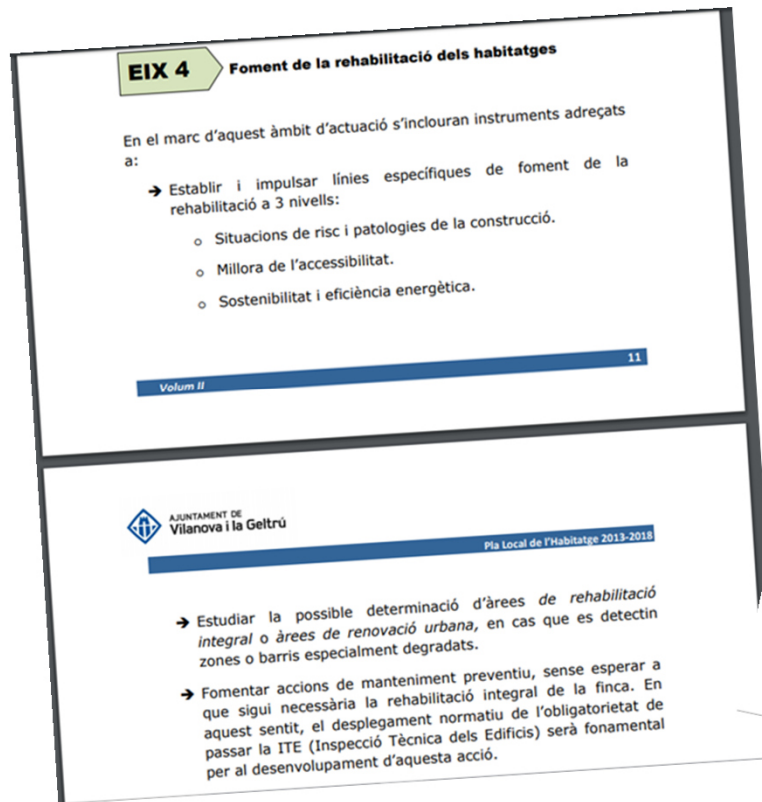 EIX 4
Foment de la rehabilitació dels habitatges
En el marc d'aquest àmbit d'actuació s'inclouran instruments adreçats
a:
➔ Establir i impulsar línies específiques de foment de la
rehabilitació a 3 nivells:
o Situacions de risc i patologies de la construcció.
o Millora de l'accessibilitat.
o Sostenibilitat i eficiència energètica.
Volum II 11
AJUNTAMENT DE
Vilanova i la Geltrú
Pla Local de l'Habitatge 2013-2018
➔ Estudiar la possible determinació d'àrees de rehabilitació
integral o àrees de renovació urbana, en cas que es detectin
zones o barris especialment degradats.
➔ Fomentar accions de manteniment preventiu, sense esperar a
que sigui necessària la rehabilitació integral de la finca. En
aquest sentit, el desplegament normatiu de l'obligatorietat de
passar la ITE (Inspecció Tècnica dels Edificis) serà fonamental
per al desenvolupament d'aquesta acció.